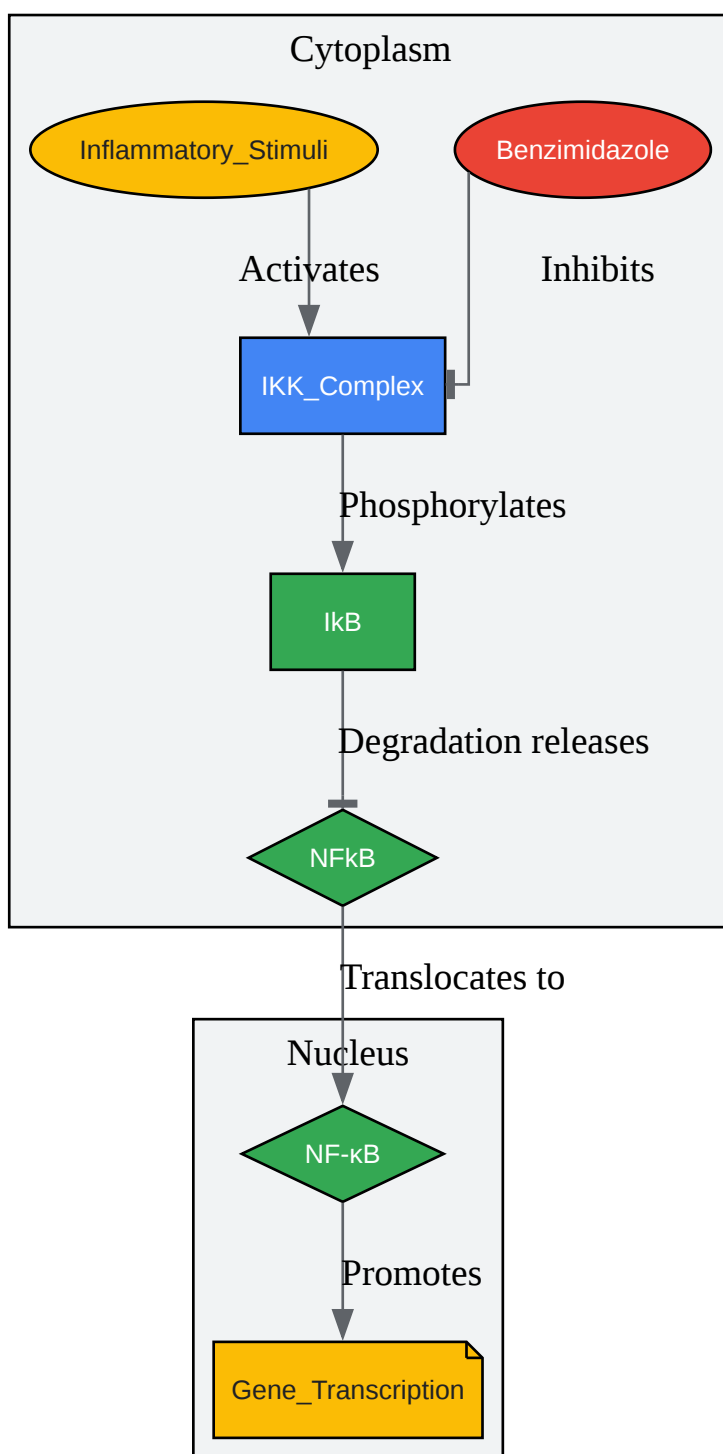 Cytoplasm
Inflammatory_Stimuli
Benzimidazole
Activates
Inhibits
IKK_Complex
Phosphorylates
IkB
Degradation releases
NFkB
Translocates to
Nucleus
NF-κB
Promotes
Gene_Transcription